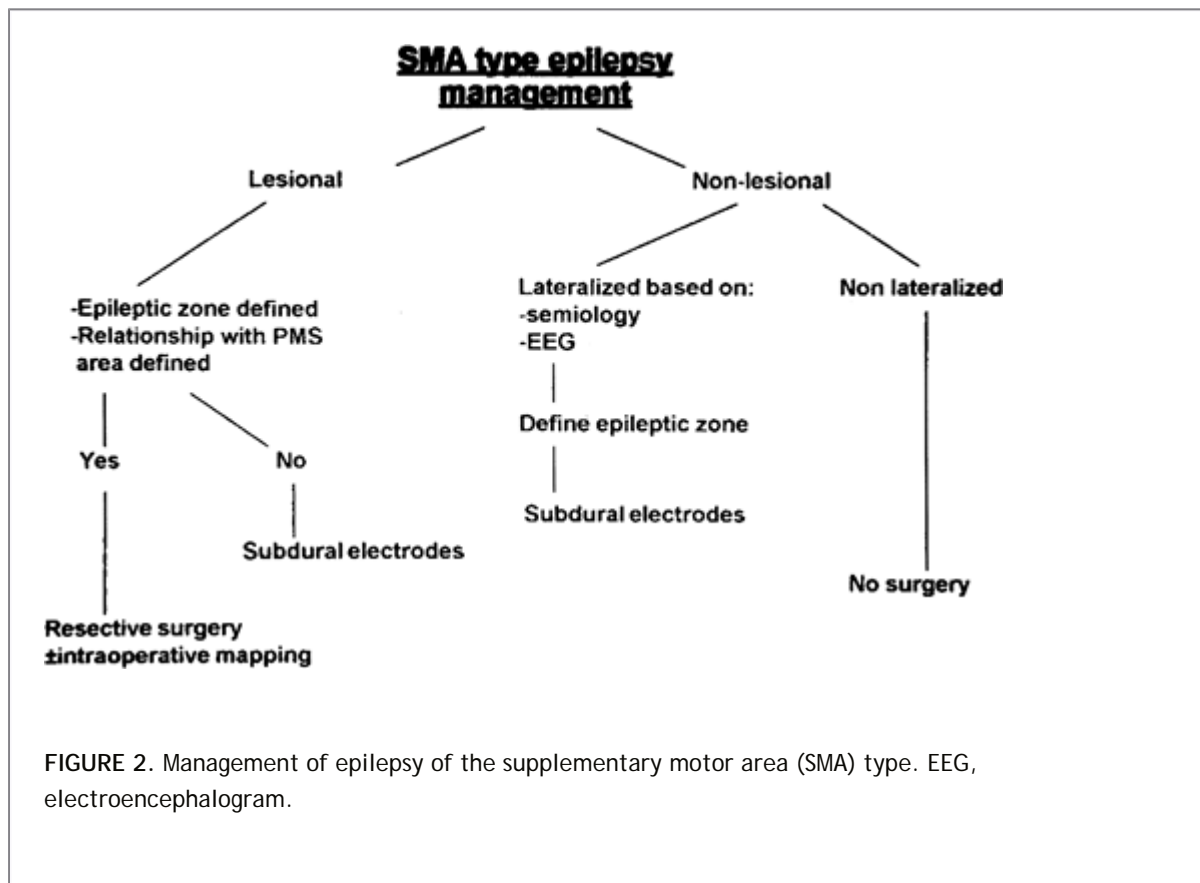 SMA type epilepsy
management
Lesional
Non-lesional
-Epileptic zone defined
-Relationship with PMS
area defined
Lateralized based on:
-semiology
-EEG
Non lateralized
Define epileptic zone
Yes
No
Subdural electrodes
Subdural electrodes
No surgery
Resective surgery
±intraoperative mapping
FIGURE 2. Management of epilepsy of the supplementary motor area (SMA) type. EEG,
electroencephalogram.